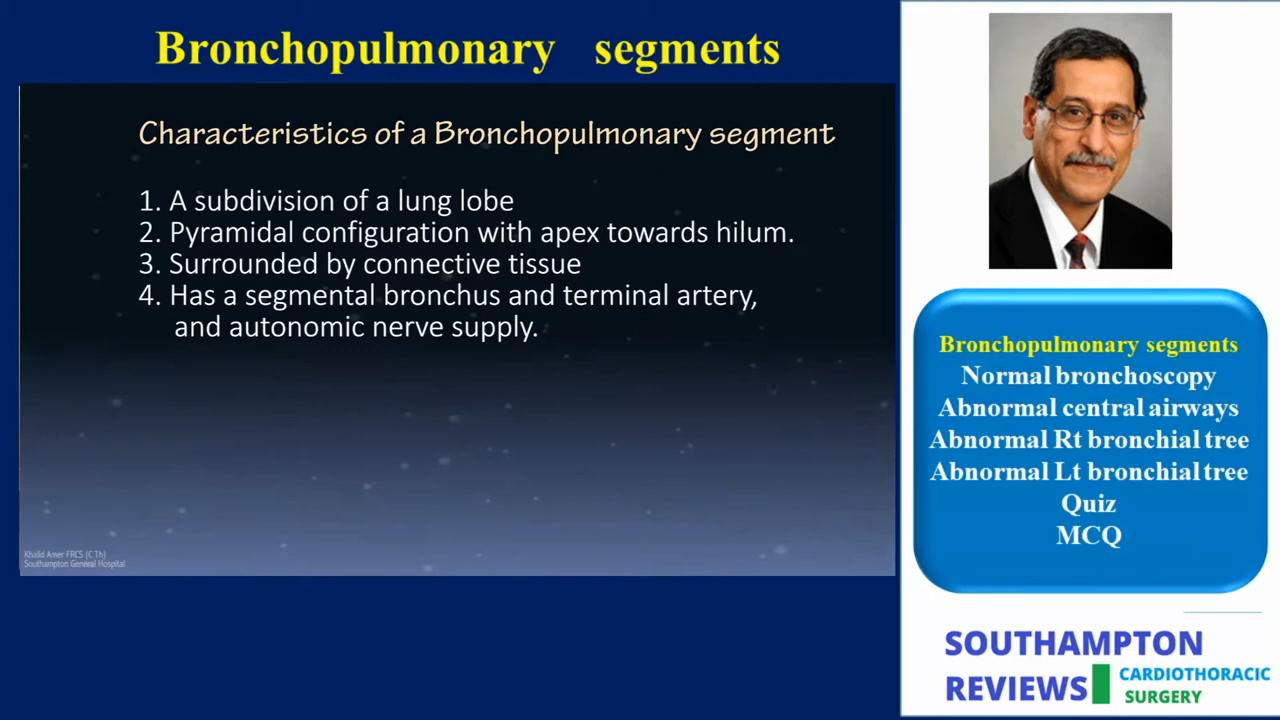 Bronchopulmonary segments
Characteristics of a Bronchopulmonary segment
1. A subdivision of a lung lobe
2. Pyramidal configuration with apex towards hilum.
3. Surrounded by connective tissue
4. Has a segmental bronchus and terminal artery,
and autonomic nerve supply.
Khalid Amer FRCS (C Th)
Southampton General Hospital
Bronchopulmonary segments
Normal bronchoscopy
Abnormal central airways
Abnormal Rt bronchial tree
Abnormal Lt bronchial tree
Quiz
MCQ
SOUTHAMPTON
REVIEWS
CARDIOTHORACIC
SURGERY